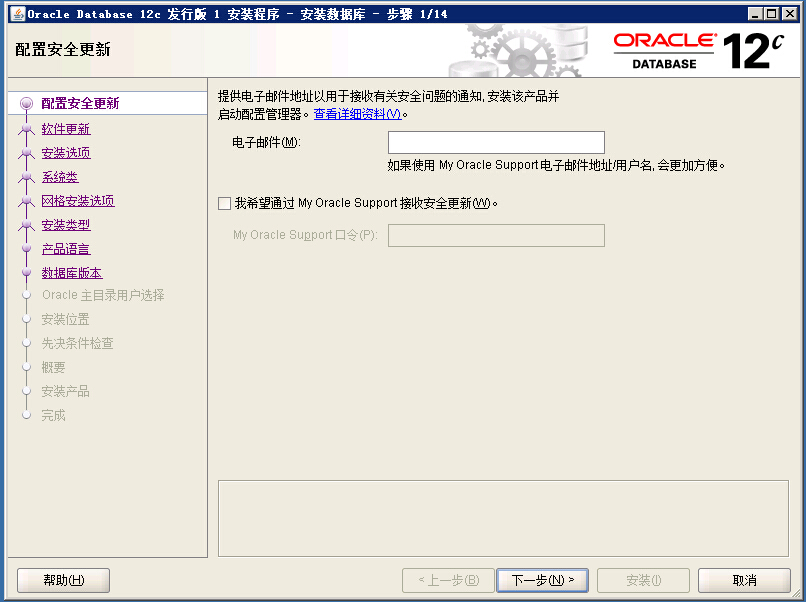 Oracle Database 12c 发行版 1 安装程序 - 安装数据库 - 步骤 1/14
配置安全更新
ORACLE®
DATABASE
12c
配置安全更新
软件更新
安装选项
系统类
网格安装选项
安装类型
产品语言
数据库版本
Oracle 主目录用户选择
安装位置
先决条件检查
概要
安装产品
完成
提供电子邮件地址以用于接收有关安全问题的通知, 安装该产品并
启动配置管理器。查看详细资料(V)。
电子邮件(M):
如果使用 My Oracle Support 电子邮件地址/用户名, 会更加方便。
我希望通过 My Oracle Support 接收安全更新(W)。
My Oracle Support 口令(P):
帮助(H)
< 上一步(B)
下一步(N) >
安装(I)
取消